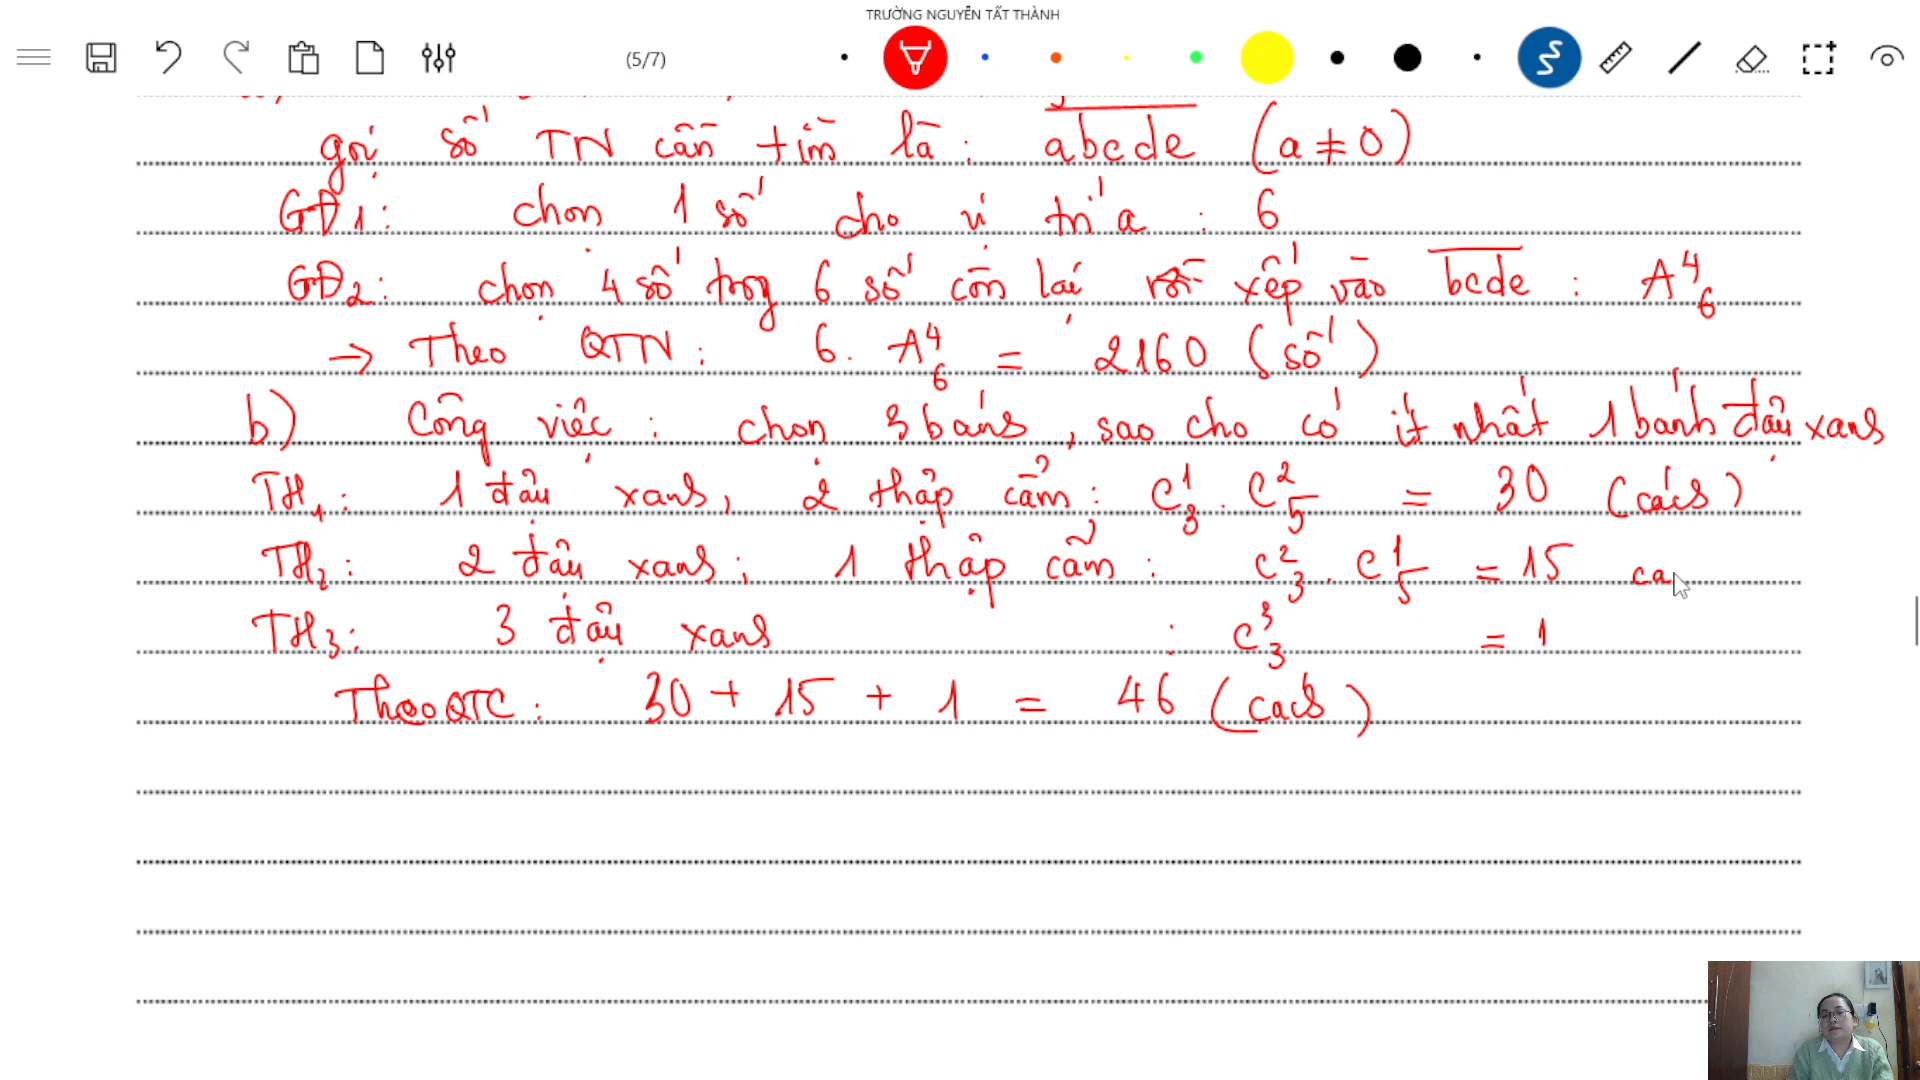 TRƯỜNG NGUYỄN TẤT THÀNH
(5/7)
gọi số TN cần tìm là : abcde (a ≠ 0)
GĐ1: chọn 1 số cho vị trí a : 6
GĐ2: chọn 4 số trong 6 số còn lại rồi xếp vào bcde : A⁴₆
→ Theo QTN: 6. A⁴₆ = 2160 (số)
b) Công việc : chọn 3 bánh, sao cho có ít nhất 1 bánh đậu xanh
TH1: 1 đậu xanh, 2 thập cẩm : C¹₃ . C²₅ = 30 (cách)
TH2: 2 đậu xanh; 1 thập cẩm : C²₃ . C¹₅ = 15 ca
TH3: 3 đậu xanh : C³₃ = 1
Theo QTC: 30 + 15 + 1 = 46 (cách)